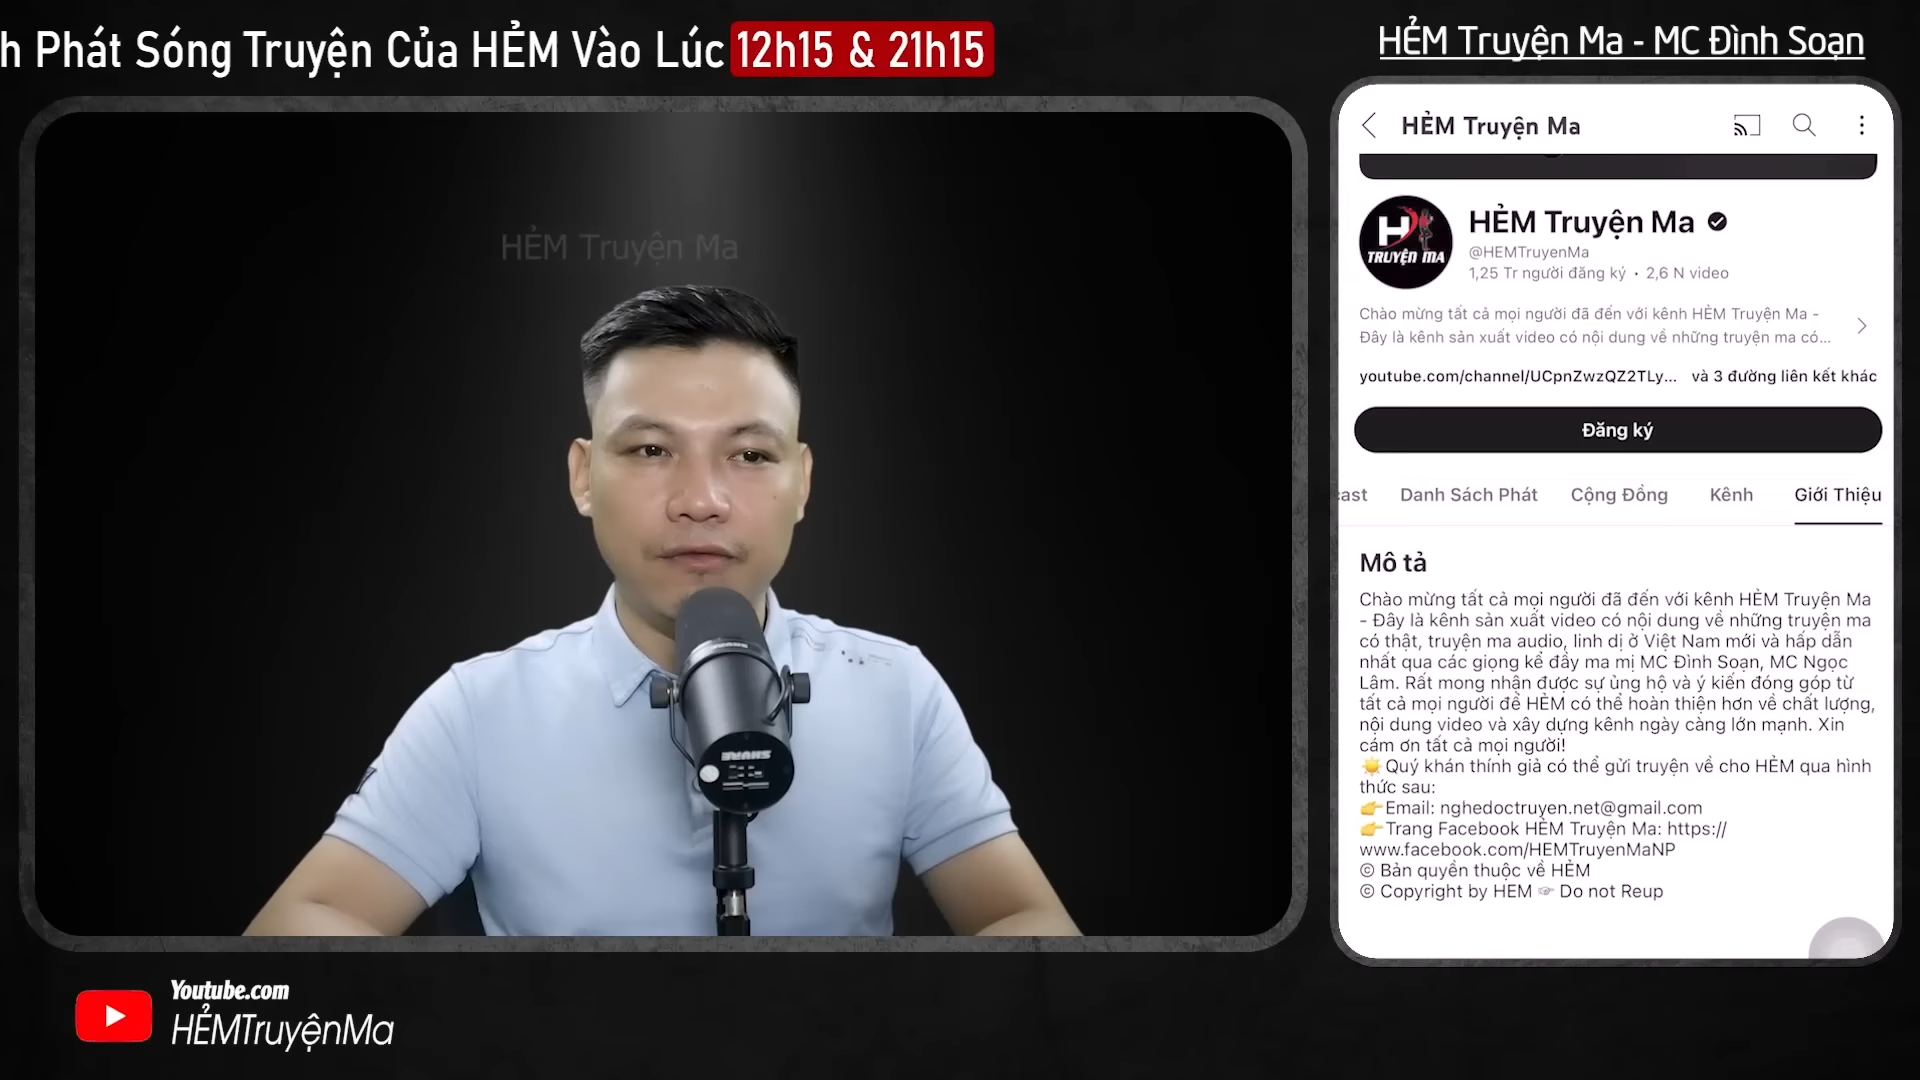 h Phát Sóng Truyện Của HẺM Vào Lúc 12h15 & 21h15
HẺM Truyện Ma - MC Đình Soạn
HẺM Truyện Ma
HẺM Truyện Ma
H
TRUYỆN MA
HẺM Truyện Ma
@HEMTruyenMa
1,25 Tr người đăng ký • 2,6 N video
Chào mừng tất cả mọi người đã đến với kênh HẺM Truyện Ma -
Đây là kênh sản xuất video có nội dung về những truyện ma có...
youtube.com/channel/UCpnZwzQZ2TLy... và 3 đường liên kết khác
Đăng ký
cast Danh Sách Phát Cộng Đồng Kênh Giới Thiệu
Mô tả
Chào mừng tất cả mọi người đã đến với kênh HẺM Truyện Ma
- Đây là kênh sản xuất video có nội dung về những truyện ma
có thật, truyện ma audio, linh dị ở Việt Nam mới và hấp dẫn
nhất qua các giọng kể đầy ma mị MC Đình Soạn, MC Ngọc
Lâm. Rất mong nhận được sự ủng hộ và ý kiến đóng góp từ
tất cả mọi người để HẺM có thể hoàn thiện hơn về chất lượng,
nội dung video và xây dựng kênh ngày càng lớn mạnh. Xin
cám ơn tất cả mọi người!
☀️Quý khán thính giả có thể gửi truyện về cho HẺM qua hình
thức sau:
👉Email: nghedoctruyen.net@gmail.com
👉Trang Facebook HẺM Truyện Ma: https://
www.facebook.com/HEMTruyenMaNP
© Bản quyền thuộc về HẺM
© Copyright by HEM ☞ Do not Reup
SHURE
Youtube.com
HẺMTruyệnMa